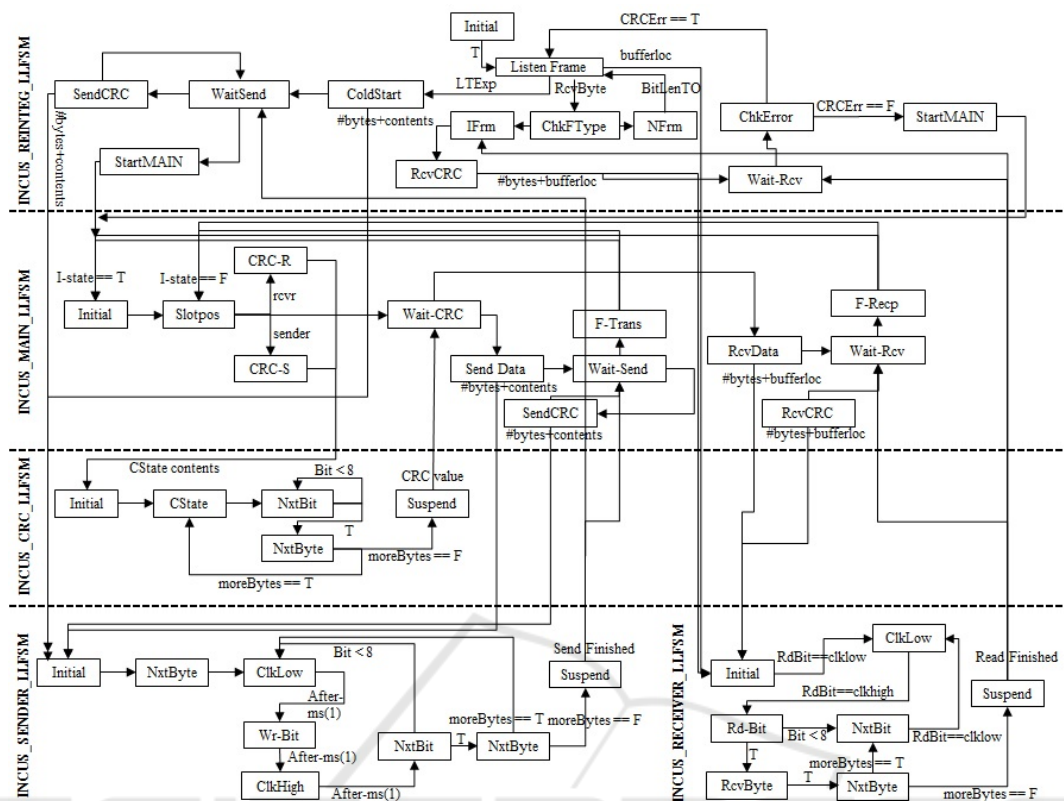 INCUS_REINTEG_LLFSM
Initial
T
CRCErr == T
bufferloc
Listen Frame
LTExp
RcvByte
BitLenTO
SendCRC
WaitSend
ColdStart
#bytes+contents
#bytes+contents
IFrm
ChkFType
NFrm
ChkError
CRCErr == F
StartMAIN
StartMAIN
RcvCRC
#bytes+bufferloc
Wait-Rcv
INCUS_MAIN_LLFSM
I-state== T
I-state== F
CRC-R
rcvr
Initial
Slotpos
sender
CRC-S
Wait-CRC
F-Trans
F-Recp
Send Data
#bytes+contents
Wait-Send
SendCRC
#bytes+contents
RcvData
#bytes+bufferloc
Wait-Rcv
RcvCRC
#bytes+bufferloc
INCUS_CRC_LLFSM
CState contents
Bit < 8
CRC value
Initial
CState
NxtBit
Suspend
T
NxtByte
moreBytes == F
moreBytes == T
INCUS_SENDER_LLFSM
Initial
NxtByte
ClkLow
Bit < 8
Send Finished
Suspend
After-
ms(1)
Wr-Bit
After-ms(1)
ClkHigh
After-ms(1)
NxtBit
T
NxtByte
moreBytes == T
moreBytes == F
INCUS_RECEIVER_LLFSM
ClkLow
Initial
RdBit==clklow
RdBit==clkhigh
Read Finished
Suspend
Rd-Bit
Bit < 8
NxtBit
RdBit==clklow
T
moreBytes == T
RcvByte
T
NxtByte
moreBytes == F